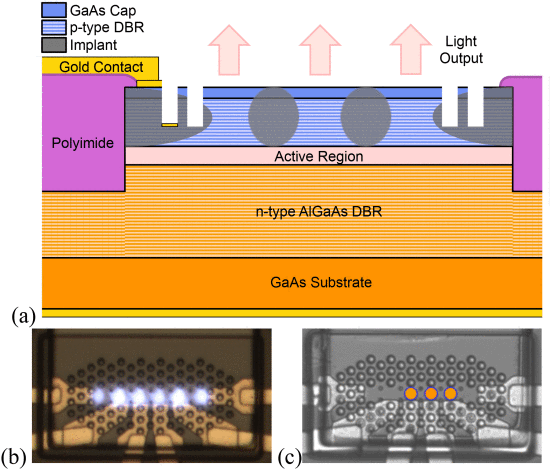 GaAs Cap
p-type DBR
Implant
Light
Output
Gold Contact
Polyimide
Active Region
n-type AlGaAs DBR
GaAs Substrate
(a)
(b)
(c)